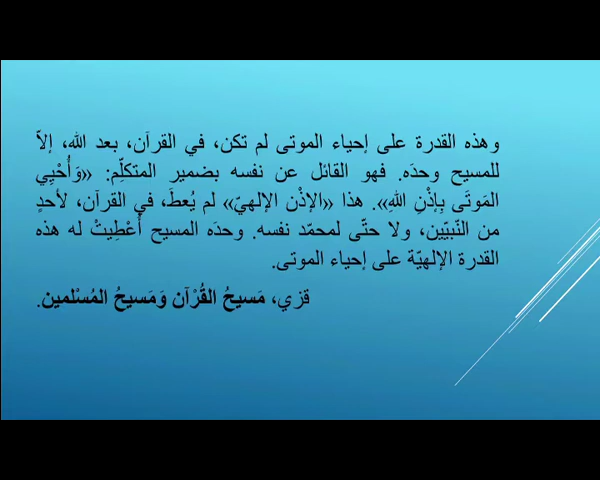 وهذه القدرة على إحياء الموتى لم تكن، في القرآن، بعد الله، إلاّ
للمسيح وحدَه. فهو القائل عن نفسه بضمير المتكلِّم: «وَأُحْيِي
المَوتَى بِإِذْنِ اللهِ». هذا «الإذْن الإلهيّ» لم يُعطَ، في القرآن، لأحدٍ
من النّبيّين، ولا حتّى لمحمّد نفسه. وحدَه المسيح أُعْطِيتْ له هذه
القدرة الإلهيّة على إحياء الموتى.
قزي، مَسيحُ القُرْآن وَمَسيحُ المُسْلمين.